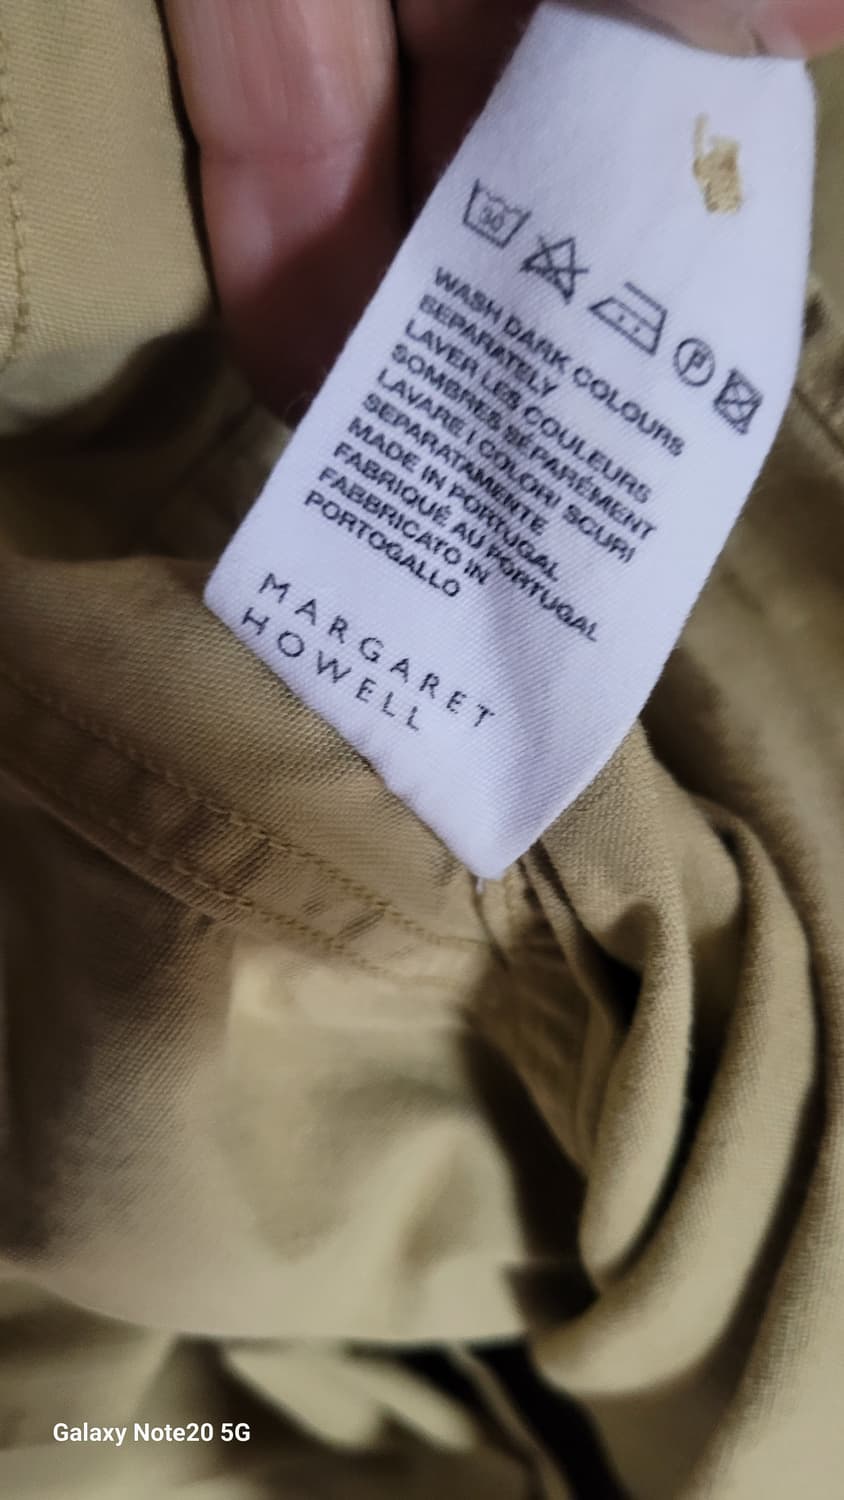 30
P
WASH DARK COLOURS
SEPARATELY
LAVER LES COULEURS
SOMBRES SÉPARÉMENT
LAVARE I COLORI SCURI
SEPARATAMENTE
MADE IN PORTUGAL
FABRIQUÉ AU PORTUGAL
FABBRICATO IN
PORTOGALLO
MARGARET
HOWELL
Galaxy Note20 5G